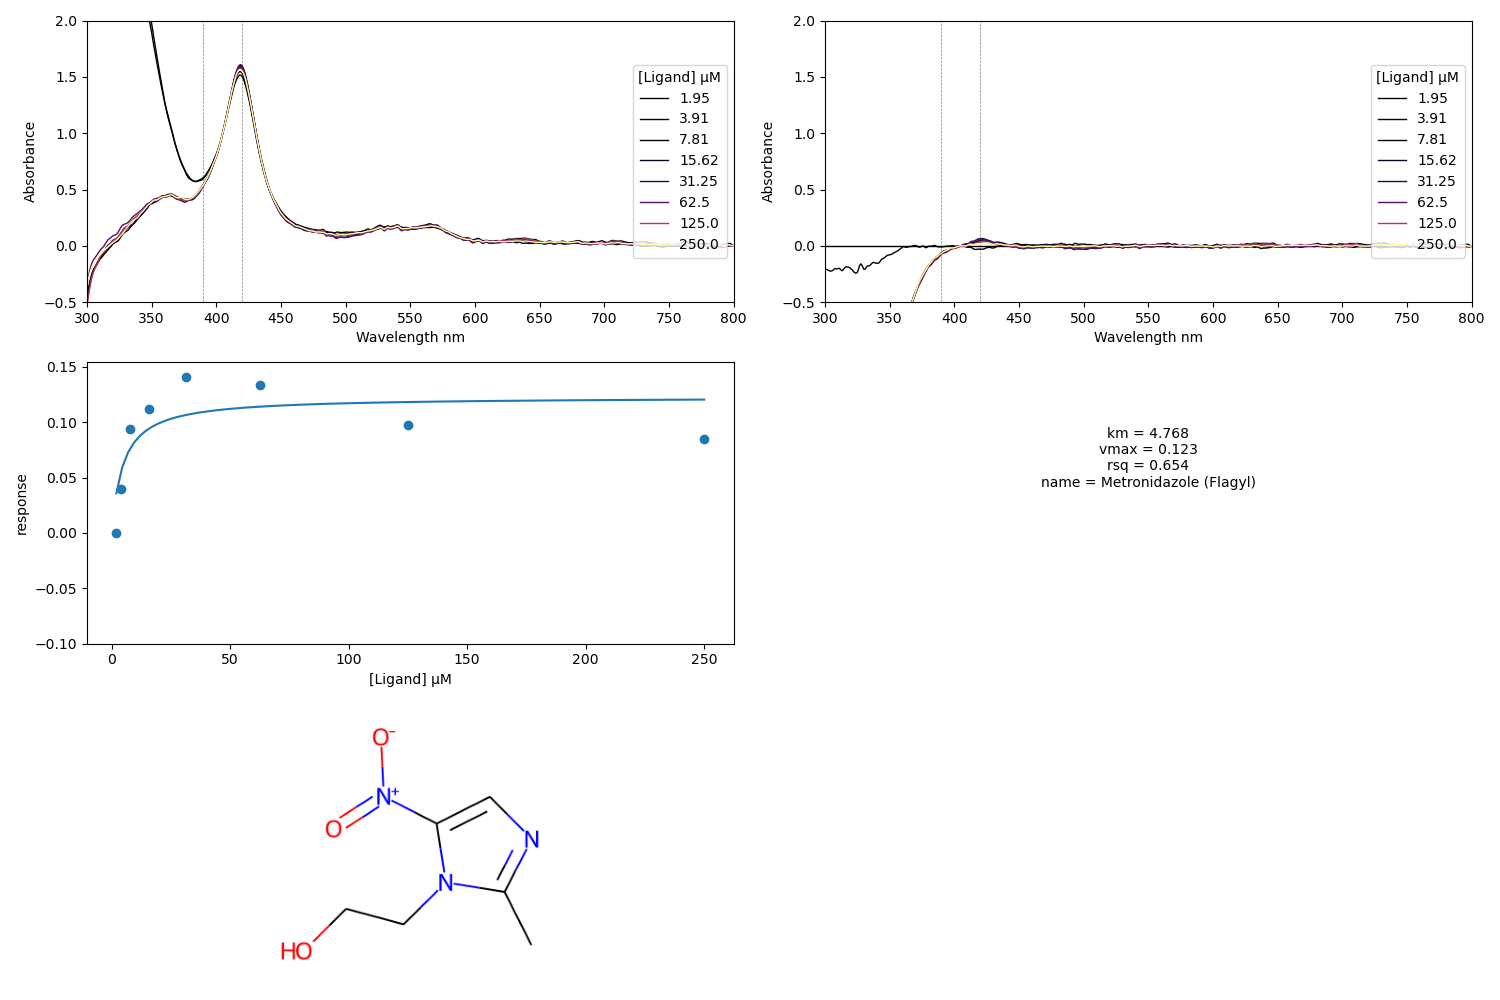 2.0
1.5
1.0
0.5
0.0
−0.5
Absorbance
300 350 400 450 500 550 600 650 700 750 800
Wavelength nm
[Ligand] µM
1.95
3.91
7.81
15.62
31.25
62.5
125.0
250.0
2.0
1.5
1.0
0.5
0.0
−0.5
Absorbance
300 350 400 450 500 550 600 650 700 750 800
Wavelength nm
[Ligand] µM
1.95
3.91
7.81
15.62
31.25
62.5
125.0
250.0
0.15
0.10
0.05
0.00
−0.05
−0.10
response
0 50 100 150 200 250
[Ligand] µM
km = 4.768
vmax = 0.123
rsq = 0.654
name = Metronidazole (Flagyl)
O⁻
N⁺
O
N
N
HO